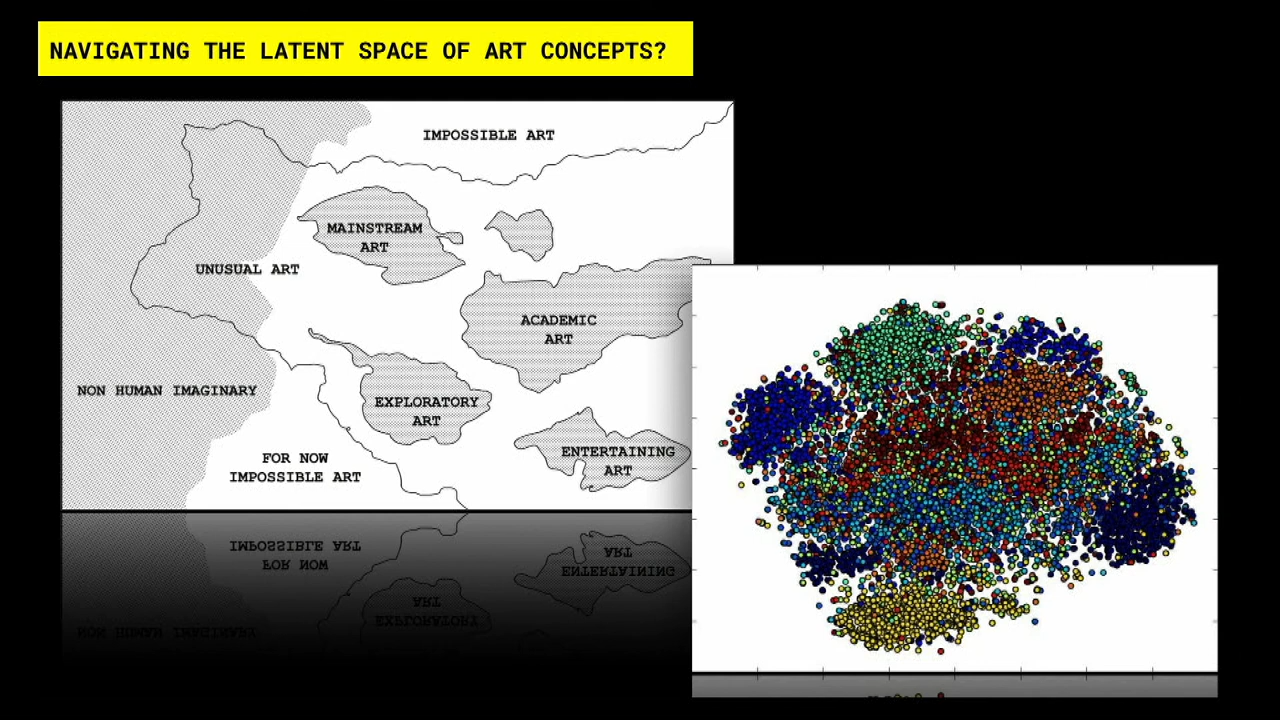 NAVIGATING THE LATENT SPACE OF ART CONCEPTS?
IMPOSSIBLE ART
MAINSTREAM
ART
UNUSUAL ART
ACADEMIC
ART
NON HUMAN IMAGINARY
EXPLORATORY
ART
ENTERTAINING
ART
FOR NOW
IMPOSSIBLE ART